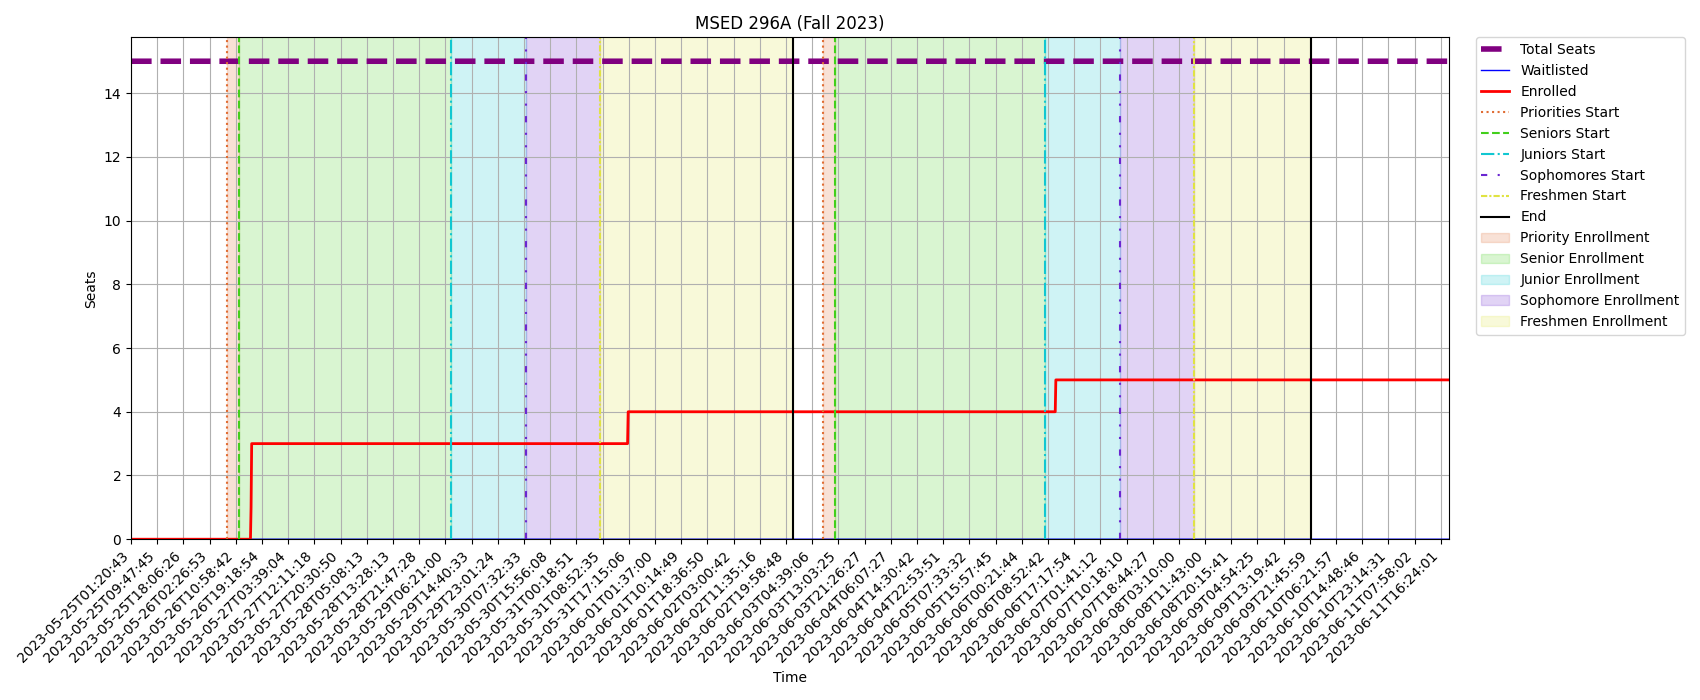 MSED 296A (Fall 2023)
Total Seats
Waitlisted
Enrolled
Priorities Start
Seniors Start
Juniors Start
Sophomores Start
Freshmen Start
End
Priority Enrollment
Senior Enrollment
Junior Enrollment
Sophomore Enrollment
Freshmen Enrollment
Seats
14
12
10
8
6
4
2
0
2023-05-25T01:20:43
2023-05-25T09:47:45
2023-05-25T18:06:26
2023-05-26T02:26:53
2023-05-26T10:58:42
2023-05-26T19:18:54
2023-05-27T03:39:04
2023-05-27T12:11:18
2023-05-27T20:30:50
2023-05-28T05:08:13
2023-05-28T13:28:13
2023-05-28T21:47:28
2023-05-29T06:21:00
2023-05-29T14:40:33
2023-05-29T23:01:24
2023-05-30T07:32:33
2023-05-30T15:56:08
2023-05-31T00:18:51
2023-05-31T08:52:35
2023-05-31T17:15:06
2023-06-01T01:37:00
2023-06-01T10:14:49
2023-06-01T18:36:50
2023-06-02T03:00:42
2023-06-02T11:35:16
2023-06-02T19:58:48
2023-06-03T04:39:06
2023-06-03T13:03:25
2023-06-03T21:26:27
2023-06-04T06:07:27
2023-06-04T14:30:42
2023-06-04T22:53:51
2023-06-05T07:33:32
2023-06-05T15:57:45
2023-06-06T00:21:44
2023-06-06T08:52:42
2023-06-06T17:17:54
2023-06-07T01:41:12
2023-06-07T10:18:10
2023-06-07T18:44:27
2023-06-08T03:10:00
2023-06-08T11:43:00
2023-06-08T20:15:41
2023-06-09T04:54:25
2023-06-09T13:19:42
2023-06-09T21:45:59
2023-06-10T06:21:57
2023-06-10T14:48:46
2023-06-10T23:14:31
2023-06-11T07:58:02
2023-06-11T16:24:01
Time